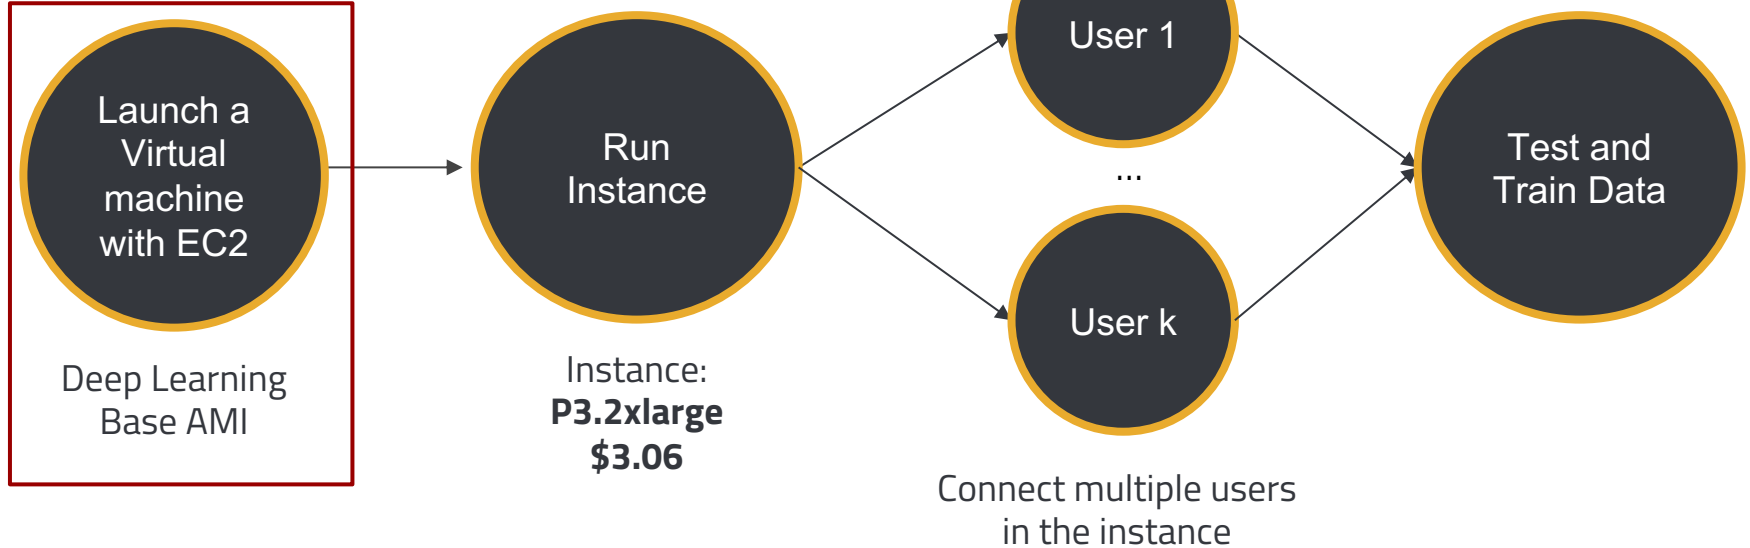 Launch a
Virtual
machine
with EC2
Deep Learning
Base AMI
Run
Instance
Instance:
P3.2xlarge
$3.06
User 1
...
User k
Connect multiple users
in the instance
Test and
Train Data